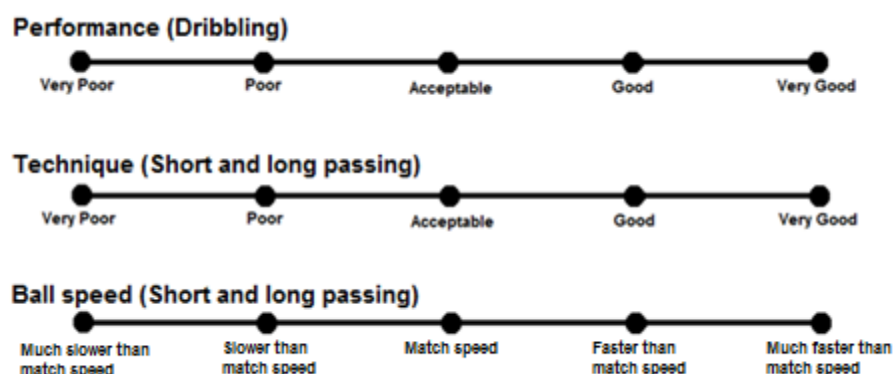 Performance (Dribbling)
Very Poor Poor Acceptable Good Very Good
Technique (Short and long passing)
Very Poor Poor Acceptable Good Very Good
Ball speed (Short and long passing)
Much slower than Slower than Match speed Faster than Much faster than
match speed match speed match speed match speed